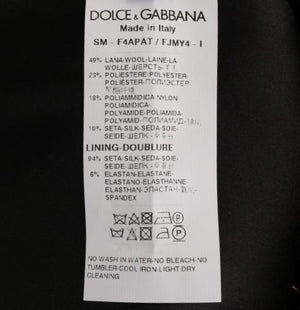 DOLCE & GABBANA
Made in Italy
SM - F4APAT / FJMY4 - I
49% LANA-WOOL-LAINE-LA
WOLLE-ШЕРСТЬ
23% POLIESTERE-POLYESTER-
POLIÉSTER-ПОЛИЭСТЕР-
18% POLIAMMIDICA-NYLON-
POLIAMIDICA-
POLYAMIDE-POLIAMIDA-
POLYAMID-ПОЛИАМИД-
10% SETA-SILK-SEDA-SOIE-
SEIDE-ШЕЛК-
LINING-DOUBLURE
94% SETA-SILK-SEDA-SOIE-
SEIDE-ШЕЛК-
6% ELASTAN-ELASTANE-
ELASTANO-ELASTHANNE-
ELASTHAN-ЭЛАСТАН-
SPANDEX
NO WASH IN WATER-NO BLEACH-NO
TUMBLER-COOL IRON-LIGHT DRY
CLEANING